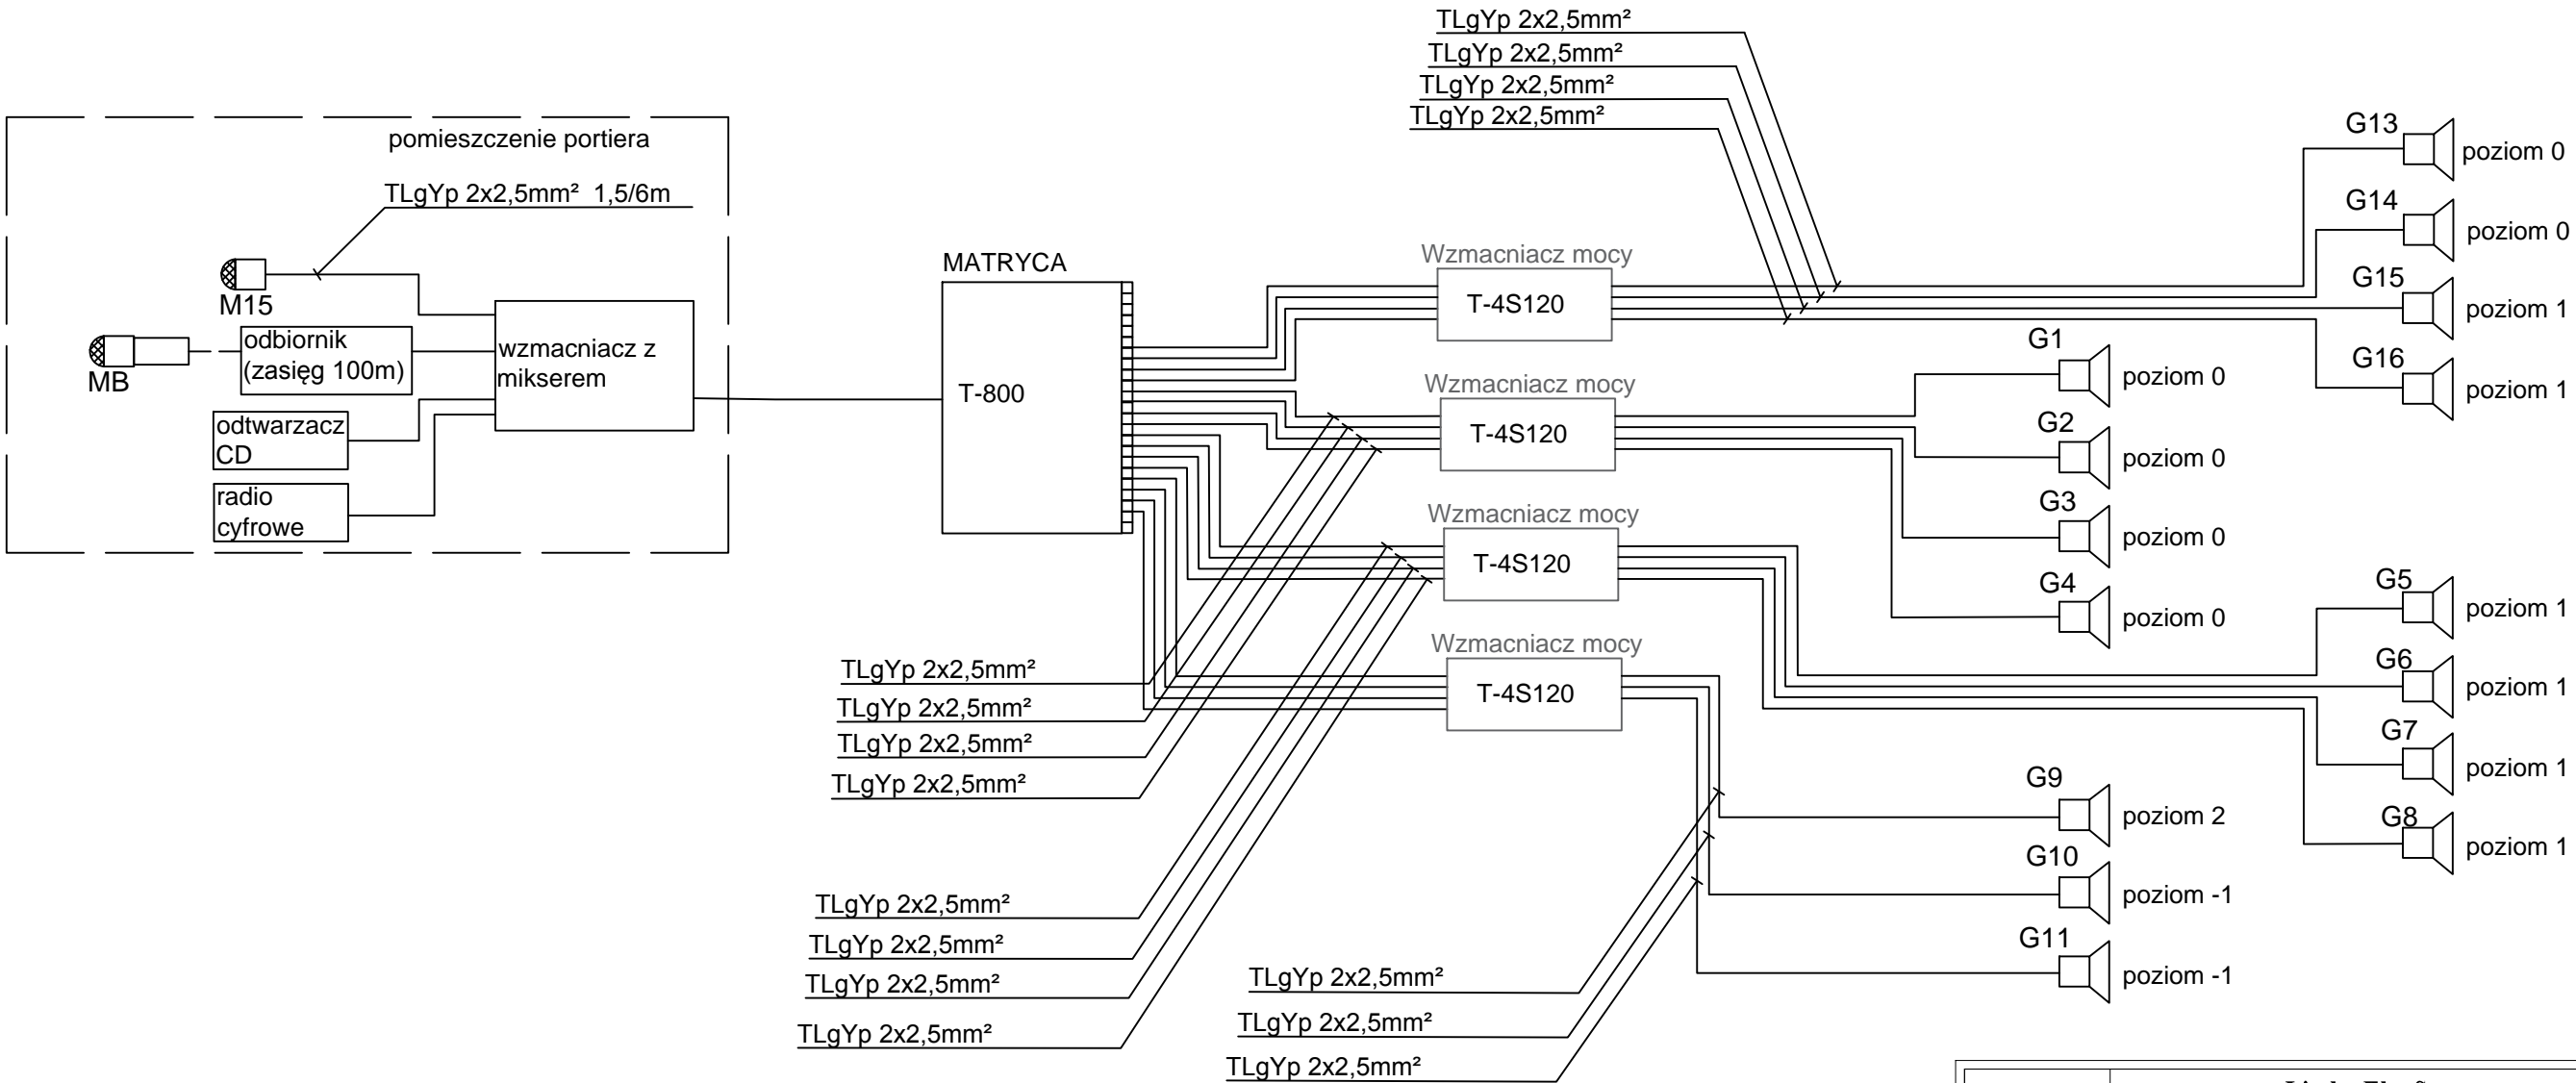 TLgYp 2x2,5mm²
TLgYp 2x2,5mm²
TLgYp 2x2,5mm²
TLgYp 2x2,5mm²
pomieszczenie portiera
TLgYp 2x2,5mm² 1,5/6m
M15
MB
odbiornik
(zasięg 100m)
wzmacniacz z
mikserem
odtwarzacz
CD
radio
cyfrowe
MATRYCA
T-800
Wzmacniacz mocy
T-4S120
Wzmacniacz mocy
T-4S120
Wzmacniacz mocy
T-4S120
Wzmacniacz mocy
T-4S120
G13
poziom 0
G14
poziom 0
G15
poziom 1
G16
poziom 1
G1
poziom 0
G2
poziom 0
G3
poziom 0
G4
poziom 0
G5
poziom 1
G6
poziom 1
G7
poziom 1
G8
poziom 1
G9
poziom 2
G10
poziom -1
G11
poziom -1
TLgYp 2x2,5mm²
TLgYp 2x2,5mm²
TLgYp 2x2,5mm²
TLgYp 2x2,5mm²
TLgYp 2x2,5mm²
TLgYp 2x2,5mm²
TLgYp 2x2,5mm²
TLgYp 2x2,5mm²
TLgYp 2x2,5mm²
TLgYp 2x2,5mm²
TLgYp 2x2,5mm²